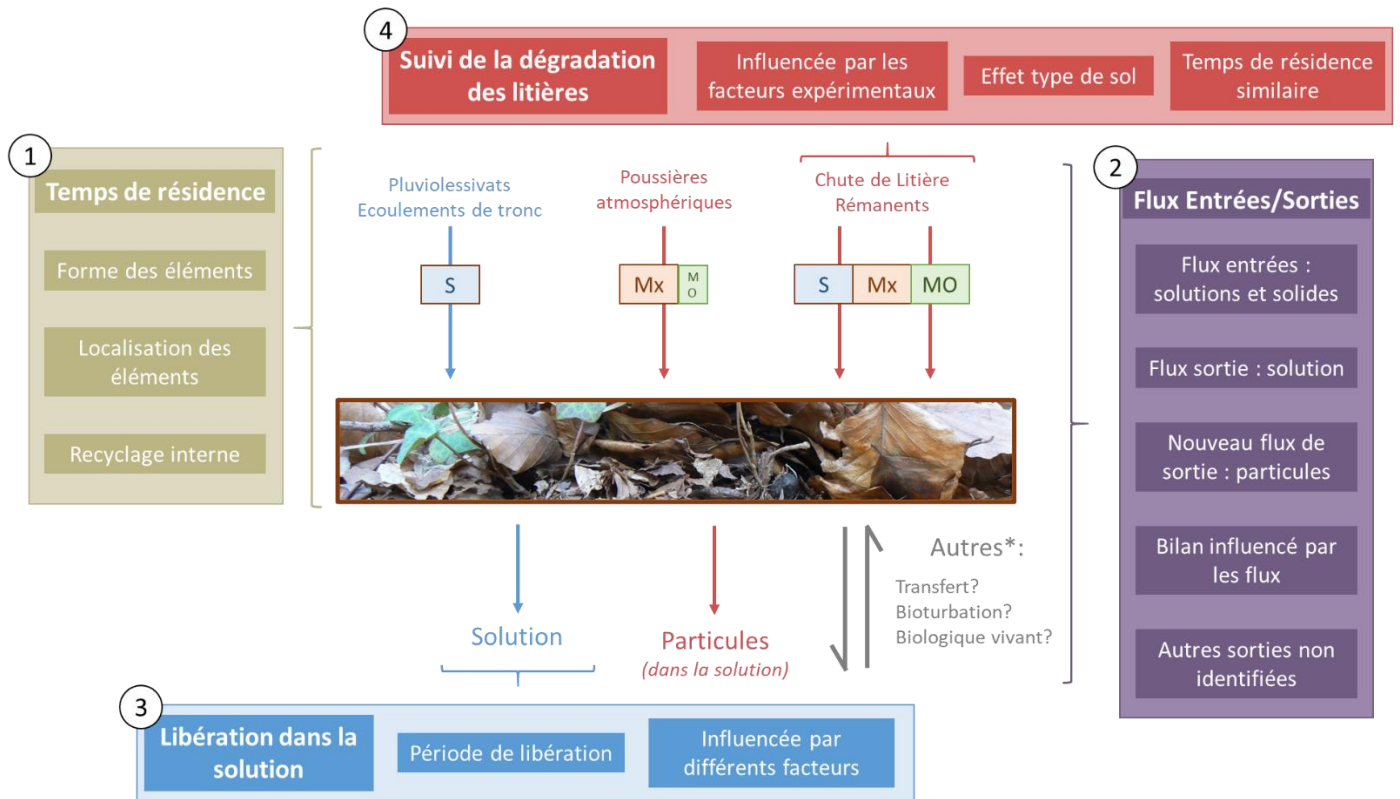 4
Suivi de la dégradation
des litières
Influencée par les
facteurs expérimentaux
Effet type de sol
Temps de résidence
similaire
1
Temps de résidence
Forme des éléments
Localisation des
éléments
Recyclage interne
Pluviolessivats
Ecoulements de tronc
S
Poussières
atmosphériques
Mx
M
O
Chute de Litière
Rémanents
S
Mx
MO
2
Flux Entrées/Sorties
Flux entrées :
solutions et solides
Flux sortie : solution
Nouveau flux de
sortie : particules
Bilan influencé par
les flux
Autres sorties non
identifiées
Solution
Particules
(dans la solution)
Autres*:
Transfert?
Bioturbation?
Biologique vivant?
3
Libération dans la
solution
Période de libération
Influencée par
différents facteurs